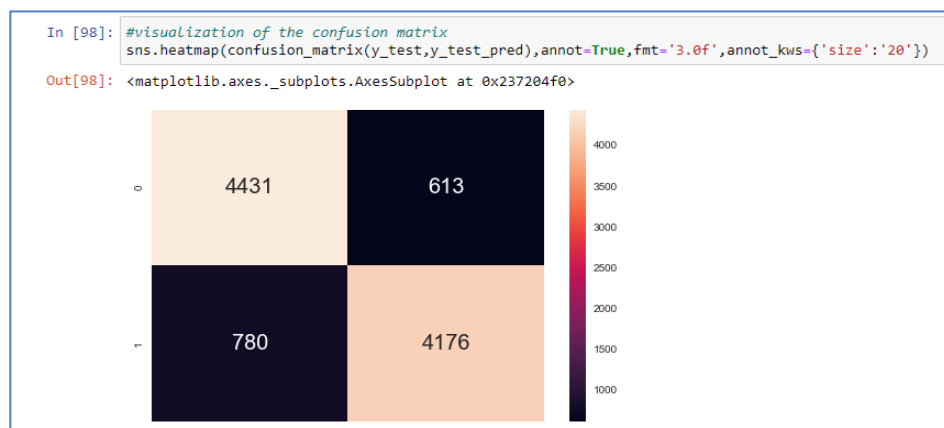 In [98]: #visualization of the confusion matrix
sns.heatmap(confusion_matrix(y_test,y_test_pred),annot=True,fmt='3.0f',annot_kws={'size':'20'})
Out[98]: <matplotlib.axes._subplots.AxesSubplot at 0x237204f0>
4000
0 4431 613
3500
3000
2500
2000
1 780 4176
1500
1000